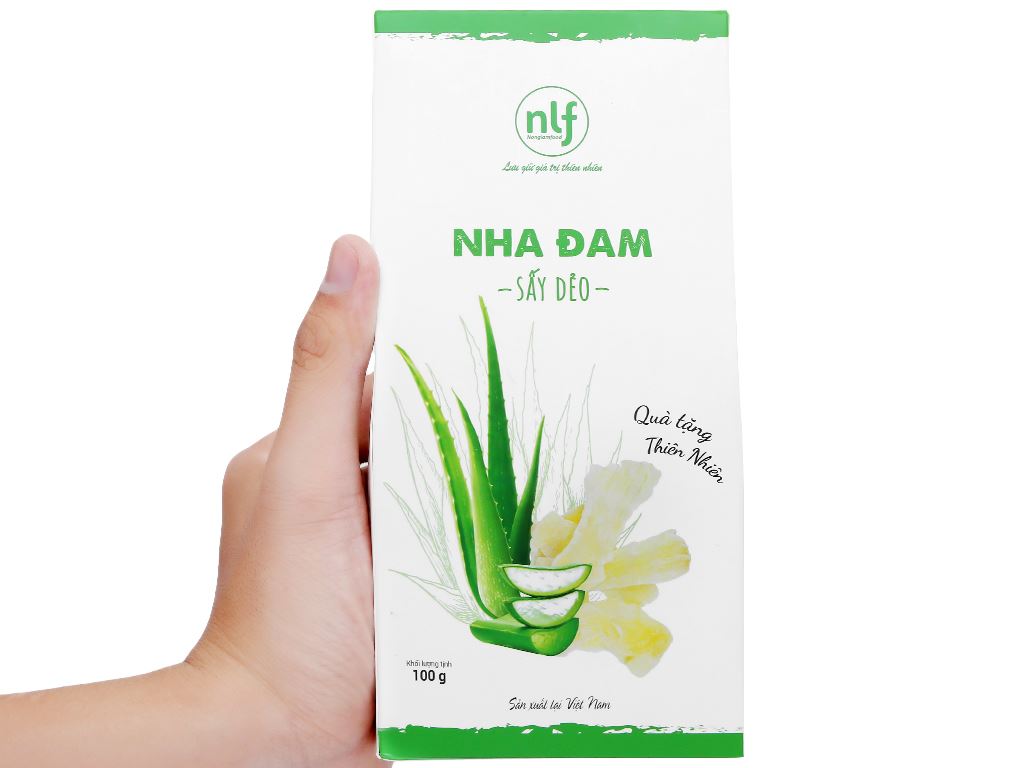 nlf
Nonglamfood
Lưu giữ giá trị thiên nhiên
NHA ĐAM
- SẤY DẺO -
Quà tặng
Thiên Nhiên
Khối lượng tịnh
100 g
Sản xuất tại Việt Nam